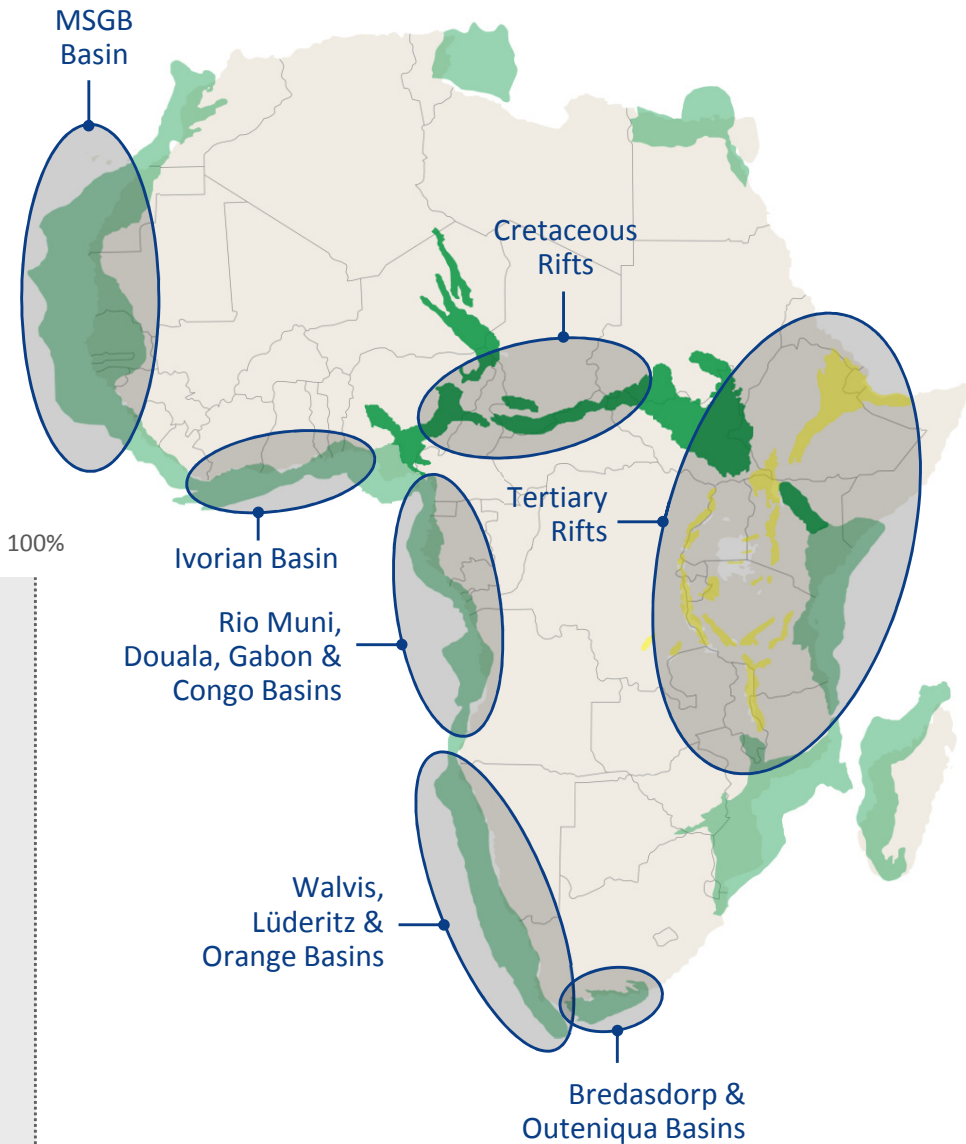 MSGB
Basin
Cretaceous
Rifts
Tertiary
Rifts
100%
Ivorian Basin
Rio Muni,
Douala, Gabon &
Congo Basins
Walvis,
Lüderitz &
Orange Basins
Bredasdorp &
Outeniqua Basins